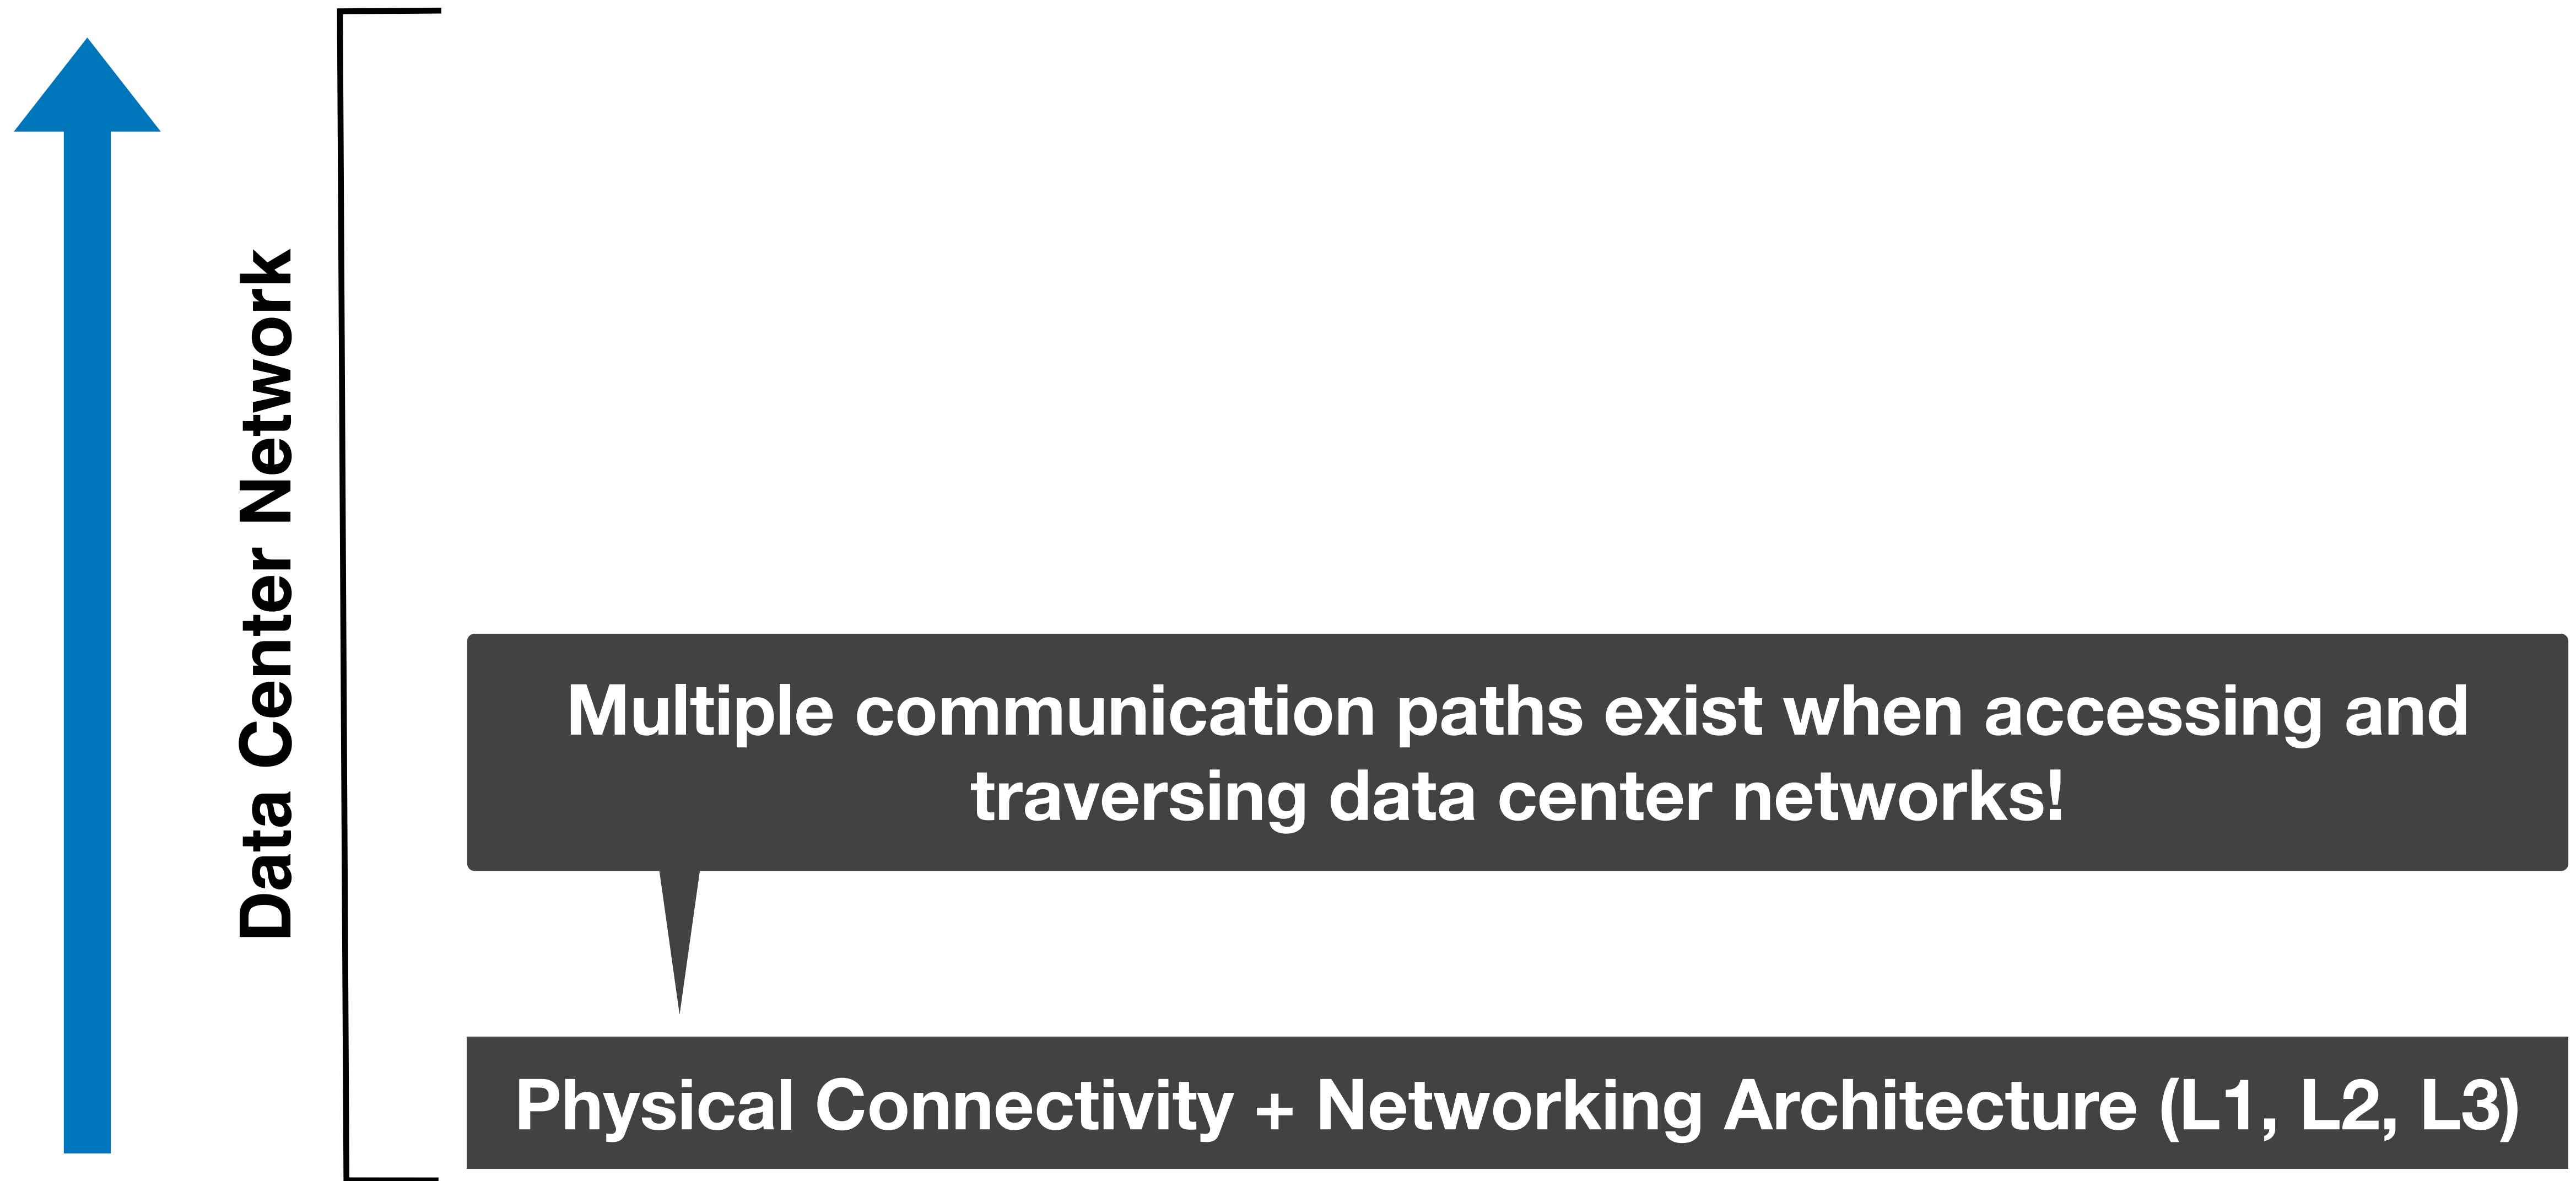 Data Center Network
Multiple communication paths exist when accessing and
traversing data center networks!
Physical Connectivity + Networking Architecture (L1, L2, L3)